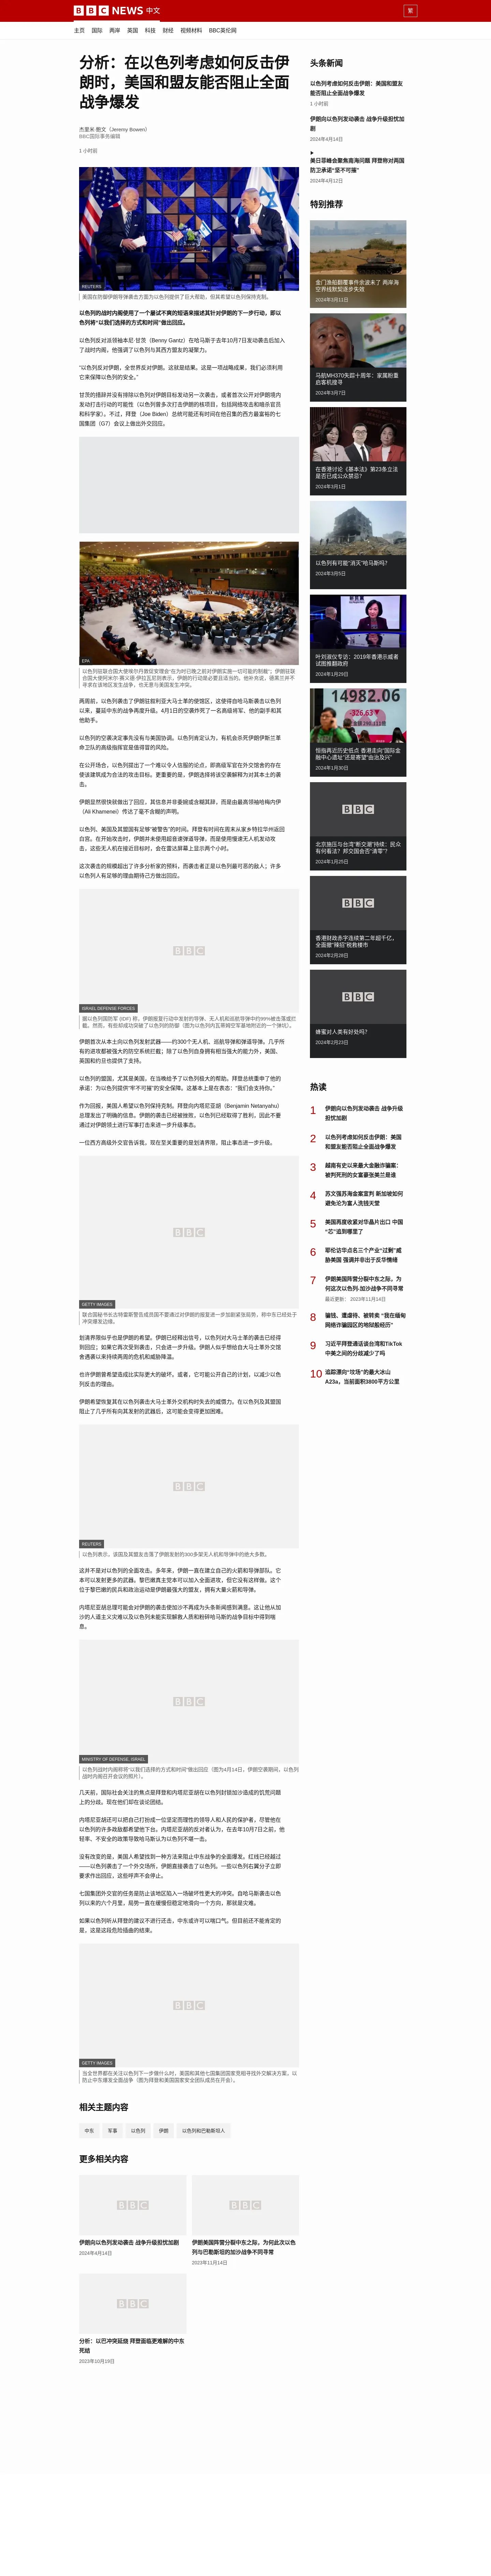 BBC NEWS 中文
繁
主页 国际 两岸 英国 科技 财经 视频材料 BBC英伦网
分析：在以色列考虑如何反击伊
朗时，美国和盟友能否阻止全面
战争爆发
杰里米·鲍文（Jeremy Bowen）
BBC国际事务编辑
1 小时前
REUTERS
美国在防御伊朗导弹袭击方面为以色列提供了巨大帮助，但其希望以色列保持克制。
以色列的战时内阁使用了一个屡试不爽的短语来描述其针对伊朗的下一步行动，即以
色列将“以我们选择的方式和时间”做出回应。
以色列反对派领袖本尼·甘茨（Benny Gantz）在哈马斯于去年10月7日发动袭击后加入
了战时内阁，他强调了以色列与其西方盟友的凝聚力。
“以色列反对伊朗，全世界反对伊朗。这就是结果。这是一项战略成果，我们必须利用
它来保障以色列的安全。”
甘茨的措辞并没有排除以色列对伊朗目标发动另一次袭击，或者首次公开对伊朗境内
发动打击行动的可能性（以色列曾多次打击伊朗的核项目，包括网络攻击和暗杀官员
和科学家）。不过，拜登（Joe Biden）总统可能还有时间在他召集的西方最富裕的七
国集团（G7）会议上做出外交回应。
EPA
以色列驻联合国大使埃尔丹敦促安理会“在为时已晚之前对伊朗实施一切可能的制裁”；伊朗驻联
合国大使阿米尔·赛义德·伊拉瓦尼则表示，伊朗的行动是必要且适当的。他补充说，德黑兰并不
寻求在该地区发生战争，也无意与美国发生冲突。
两周前，以色列袭击了伊朗驻叙利亚大马士革的使馆区，这使得自哈马斯袭击以色列
以来，蔓延中东的战争再度升级。4月1日的空袭炸死了一名高级将军、他的副手和其
他助手。
以色列的空袭决定事先没有与美国协调。以色列肯定认为，有机会杀死伊朗伊斯兰革
命卫队的高级指挥官是值得冒的风险。
在公开场合，以色列提出了一个难以令人信服的论点，即高级军官在外交馆舍的存在
使该建筑成为合法的攻击目标。更重要的是，伊朗选择将该空袭解释为对其本土的袭
击。
伊朗显然很快就做出了回应，其信息并非委婉或含糊其辞，而是由最高领袖哈梅内伊
（Ali Khamenei）传达了毫不含糊的声明。
以色列、美国及其盟国有足够“被警告”的时间。拜登有时间在周末从家乡特拉华州返回
白宫。在开始攻击时，伊朗并未使用超音速弹道导弹，而是使用慢速无人机发动攻
击，这些无人机在接近目标时，会在雷达屏幕上显示两个小时。
这次袭击的规模超出了许多分析家的预料，而袭击者正是以色列最可恶的敌人；许多
以色列人有足够的理由期待己方做出回应。
BBC
ISRAEL DEFENSE FORCES
据以色列国防军 (IDF) 称，伊朗报复行动中发射的导弹、无人机和巡航导弹中约99%被击落或拦
截。然而，有些却成功突破了以色列的防御（图为以色列内瓦蒂姆空军基地附近的一个弹坑）。
伊朗首次从本土向以色列发射武器——约300个无人机、巡航导弹和弹道导弹。几乎所
有的进攻都被强大的防空系统拦截；除了以色列自身拥有相当强大的能力外，美国、
英国和约旦也提供了支持。
以色列的盟国，尤其是美国，在当晚给予了以色列极大的帮助。拜登总统重申了他的
承诺：为以色列提供“牢不可摧”的安全保障。这基本上是在表态：“我们会支持你。”
作为回报，美国人希望以色列保持克制。拜登向内塔尼亚胡（Benjamin Netanyahu）
总理发出了明确的信息。伊朗的袭击已经被挫败，以色列已经取得了胜利，因此不要
通过对伊朗领土进行军事打击来进一步升级事态。
一位西方高级外交官告诉我，现在至关重要的是划清界限，阻止事态进一步升级。
BBC
GETTY IMAGES
联合国秘书长古特雷斯警告成员国不要通过对伊朗的报复进一步加剧紧张局势，称中东已经处于
冲突爆发边缘。
划清界限似乎也是伊朗的希望。伊朗已经释出信号，以色列对大马士革的袭击已经得
到回应；如果它再次受到袭击，只会进一步升级。伊朗人似乎想给自大马士革外交馆
舍遇袭以来持续两周的危机和威胁降温。
也许伊朗曾希望造成比实际更大的破坏，或者，它可能公开自己的计划，以减少以色
列反击的理由。
伊朗希望恢复其在以色列袭击大马士革外交机构时失去的威慑力。在以色列及其盟国
阻止了几乎所有向其发射的武器后，这可能会变得更加困难。
BBC
REUTERS
以色列表示，该国及其盟友击落了伊朗发射的300多架无人机和导弹中的绝大多数。
这并不是对以色列的全面攻击。多年来，伊朗一直在建立自己的火箭和导弹部队。它
本可以发射更多的武器。黎巴嫩真主党本可以加入全面进攻，但它没有这样做。这个
位于黎巴嫩的民兵和政治运动是伊朗最强大的盟友，拥有大量火箭和导弹。
内塔尼亚胡总理可能会对伊朗的袭击使加沙不再成为头条新闻感到满意。这让他从加
沙的人道主义灾难以及以色列未能实现解救人质和粉碎哈马斯的战争目标中得到喘
息。
BBC
MINISTRY OF DEFENSE, ISRAEL
以色列战时内阁称将“以我们选择的方式和时间”做出回应（图为4月14日，伊朗空袭期间，以色列
战时内阁召开会议的照片）。
几天前，国际社会关注的焦点是拜登和内塔尼亚胡在以色列封锁加沙造成的饥荒问题
上的分歧。现在他们却在谈论团结。
内塔尼亚胡还可以把自己打扮成一位坚定而理性的领导人和人民的保护者，尽管他在
以色列的许多政敌都希望他下台。内塔尼亚胡的反对者认为，在去年10月7日之前，他
轻率、不安全的政策导致哈马斯认为以色列不堪一击。
没有改变的是，美国人希望找到一种方法来阻止中东战争的全面爆发。红线已经越过
——以色列袭击了一个外交场所，伊朗直接袭击了以色列。一些以色列右翼分子立即
要求作出回应，这些呼声不会停止。
七国集团外交官的任务是防止该地区陷入一场破坏性更大的冲突。自哈马斯袭击以色
列以来的六个月里，局势一直在缓慢但稳定地滑向一个方向，那就是灾难。
如果以色列听从拜登的建议不进行还击，中东或许可以喘口气。但目前还不能肯定的
是，这是这段危险插曲的结束。
BBC
GETTY IMAGES
当全世界都在关注以色列下一步做什么时，美国和其他七国集团国家竞相寻找外交解决方案，以
防止中东爆发全面战争（图为拜登和美国国家安全团队成员在开会）。
相关主题内容
中东 军事 以色列 伊朗 以色列和巴勒斯坦人
更多相关内容
BBC BBC
伊朗向以色列发动袭击 战争升级担忧加剧
2024年4月14日
伊朗美国阵营分裂中东之际，为何此次以色
列与巴勒斯坦的加沙战争不同寻常
2023年11月14日
BBC
分析：以巴冲突延烧 拜登面临更难解的中东
死结
2023年10月19日
头条新闻
以色列考虑如何反击伊朗：美国和盟友
能否阻止全面战争爆发
1 小时前
伊朗向以色列发动袭击 战争升级担忧加
剧
2024年4月14日
美日菲峰会聚焦南海问题 拜登称对两国
防卫承诺“坚不可摧”
2024年4月12日
特别推荐
金门渔船翻覆事件余波未了 两岸海
空界线默契逐步失效
2024年3月11日
马航MH370失踪十周年：家属盼重
启客机搜寻
2024年3月7日
在香港讨论《基本法》第23条立法
是否已成公众禁忌？
2024年3月1日
以色列有可能“消灭”哈马斯吗？
2024年3月5日
叶刘淑仪专访：2019年香港示威者
试图推翻政府
2024年1月29日
14982.06
326.63
恒指再近历史低点 香港走向“国际金
融中心遗址”还是寄望“由治及兴”
2024年1月30日
BBC
北京施压与台湾“断交潮”持续：民众
有何看法？邦交国会否“清零”？
2024年1月25日
BBC
香港财政赤字连续第二年超千亿，
全面撤“辣招”税救楼市
2024年2月28日
BBC
蜂蜜对人类有好处吗？
2024年2月23日
热读
1 伊朗向以色列发动袭击 战争升级
担忧加剧
2 以色列考虑如何反击伊朗：美国
和盟友能否阻止全面战争爆发
3 越南有史以来最大金融诈骗案：
被判死刑的女富豪张美兰是谁
4 苏文强苏海金案宣判 新加坡如何
避免沦为富人洗钱天堂
5 美国再度收紧对华晶片出口 中国
“芯”追到哪里了
6 耶伦访华点名三个产业“过剩”威
胁美国 强调并非出于反华情绪
7 伊朗美国阵营分裂中东之际，为
何这次以色列-加沙战争不同寻常
最近更新： 2023年11月14日
8 骗钱、遭虐待、被转卖 “我在缅甸
网络诈骗园区的地狱般经历”
9 习近平拜登通话谈台湾和TikTok
中美之间的分歧减少了吗
10 追踪漂向“坟场”的最大冰山
A23a，当前面积3800平方公里